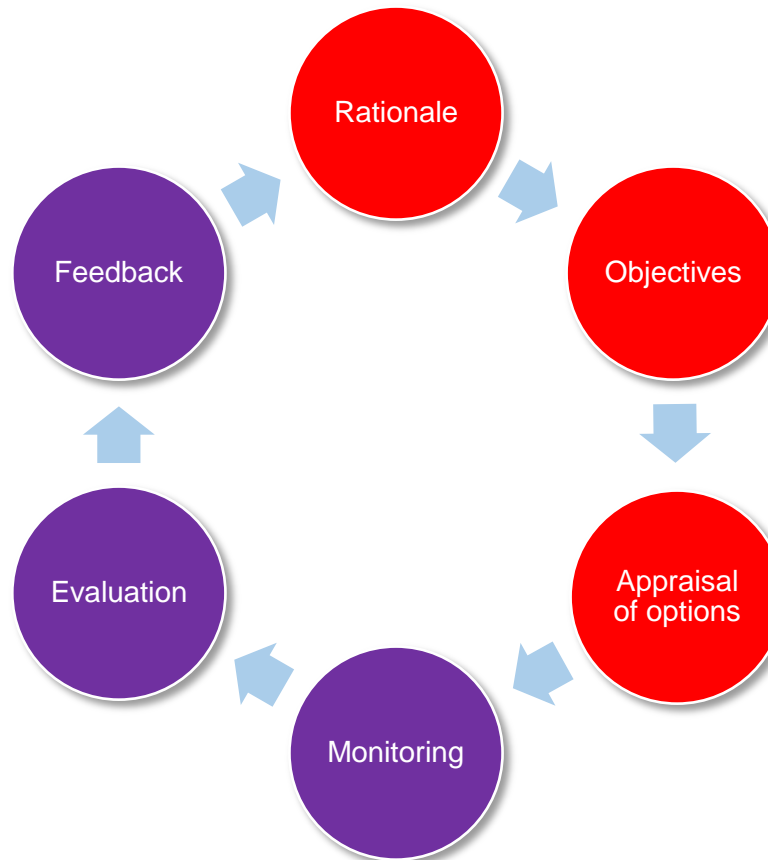 Rationale
Objectives
Appraisal
of options
Monitoring
Evaluation
Feedback